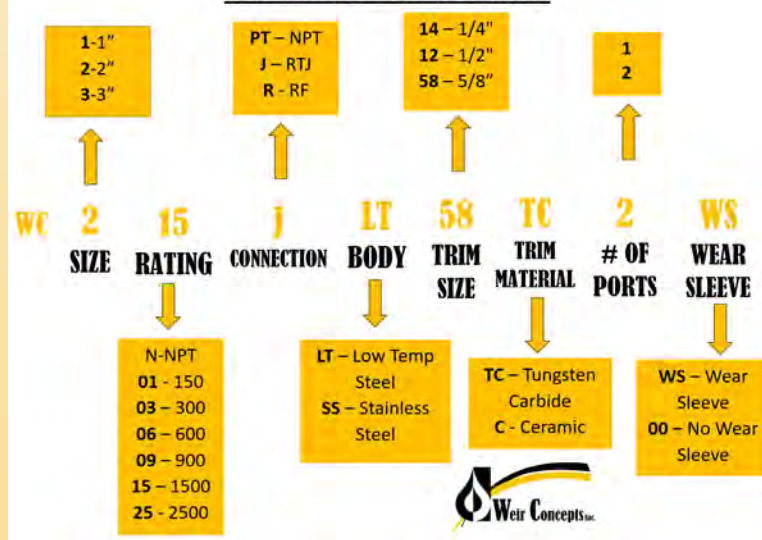 1-1"
2-2"
3-3"
PT – NPT
J – RTJ
R - RF
14 – 1/4"
12 – 1/2"
58 – 5/8"
1
2
WC 2 15 J LT 58 TC 2 WS
SIZE
RATING
CONNECTION
BODY
TRIM
SIZE
TRIM
MATERIAL
# OF
PORTS
WEAR
SLEEVE
N-NPT
01 - 150
03 – 300
06 – 600
09 – 900
15 – 1500
25 - 2500
LT – Low Temp
Steel
SS – Stainless
Steel
TC – Tungsten
Carbide
C - Ceramic
WS – Wear
Sleeve
00 – No Wear
Sleeve
Weir Concepts Inc.